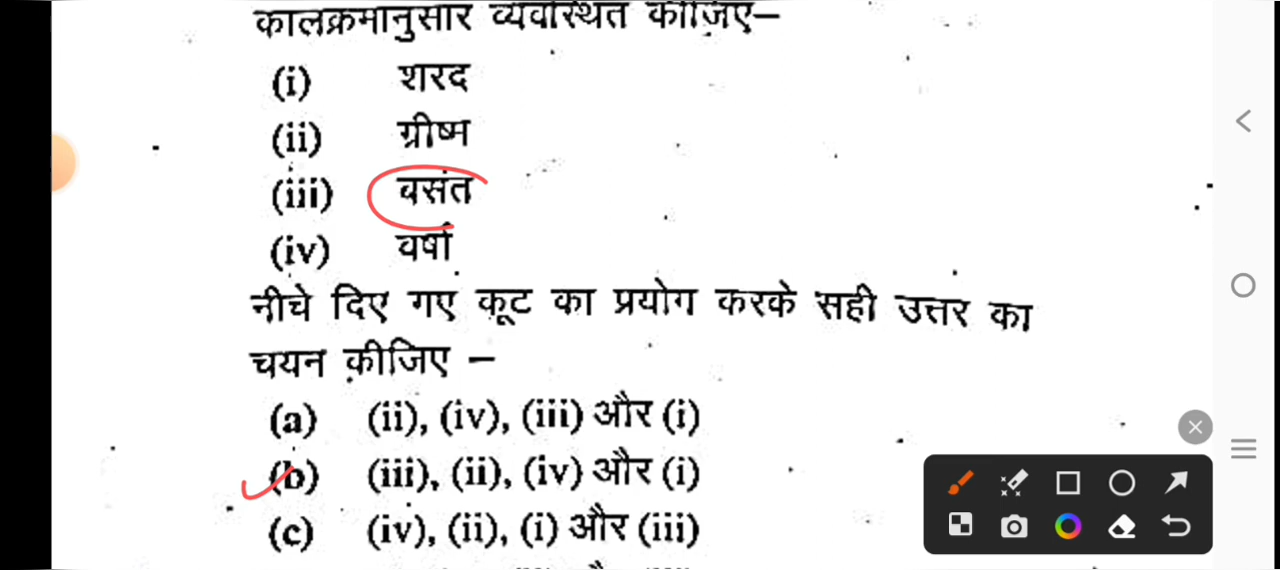 कालक्रमानुसार व्यवस्थित कीजिए–
(i) शरद
(ii) ग्रीष्म
(iii) वसंत
(iv) वर्षा
नीचे दिए गए कूट का प्रयोग करके सही उत्तर का
चयन कीजिए –
(a) (ii), (iv), (iii) और (i)
(b) (iii), (ii), (iv) और (i)
(c) (iv), (ii), (i) और (iii)